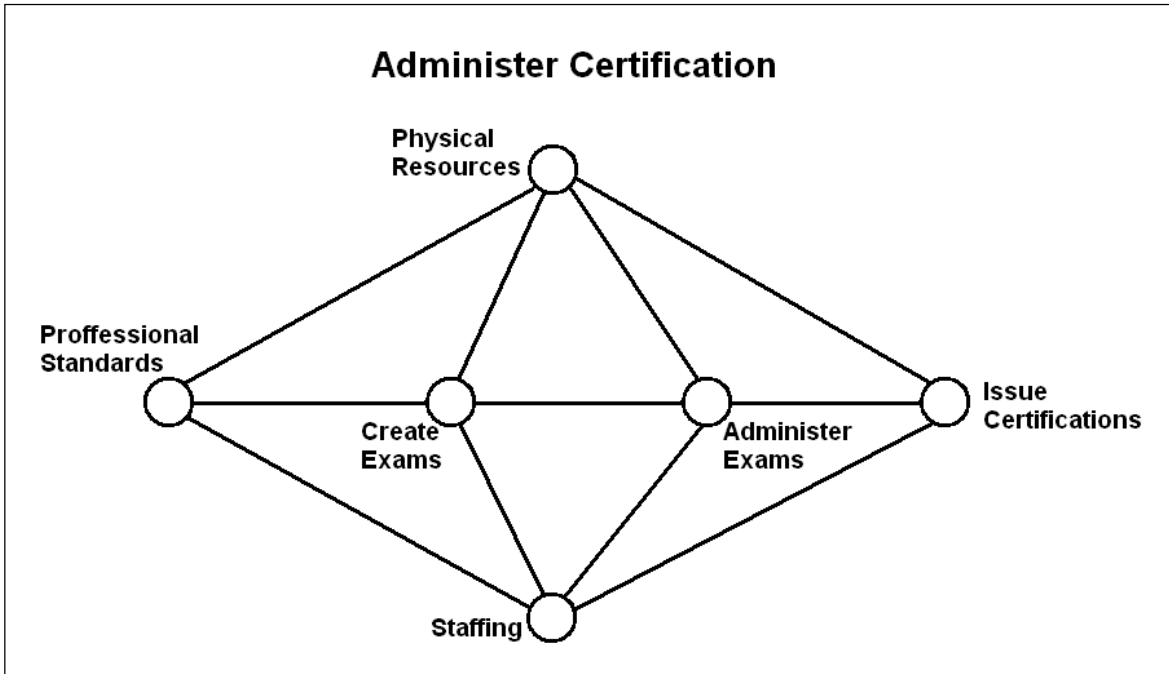 Administer Certification
Physical
Resources
Proffessional
Standards
Create
Exams
Administer
Exams
Issue
Certifications
Staffing